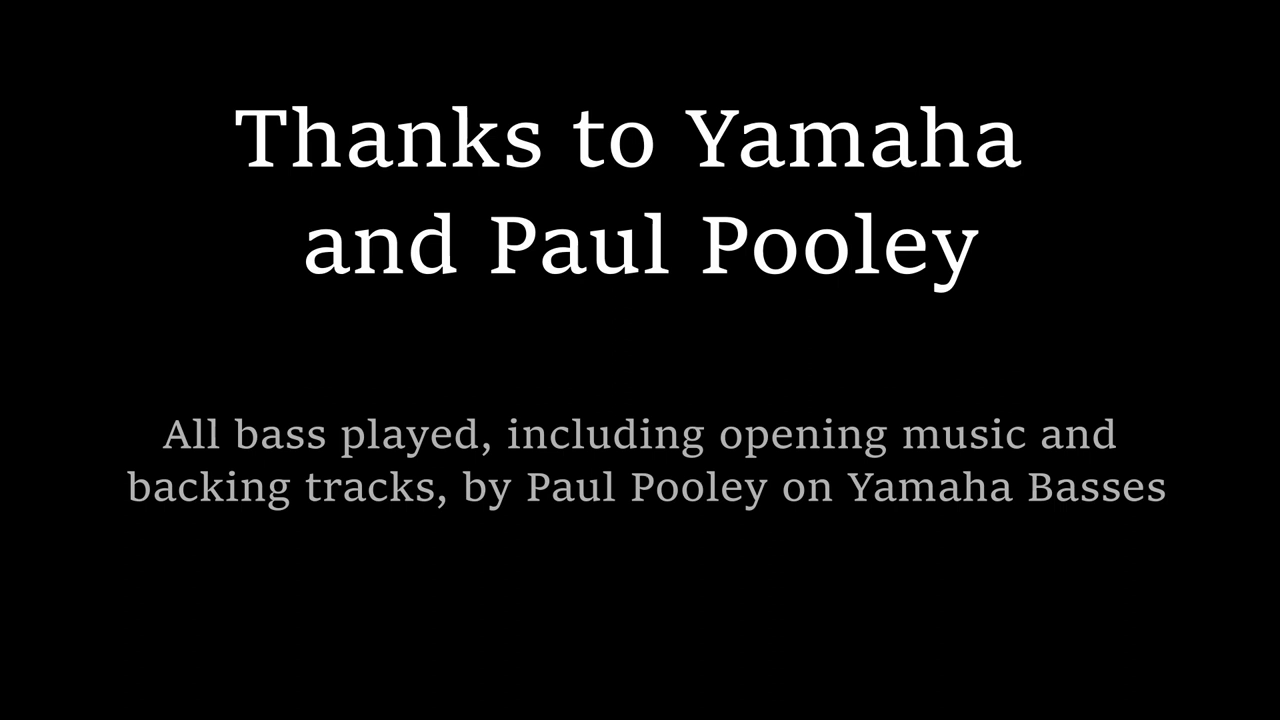 Thanks to Yamaha
and Paul Pooley
All bass played, including opening music and
backing tracks, by Paul Pooley on Yamaha Basses